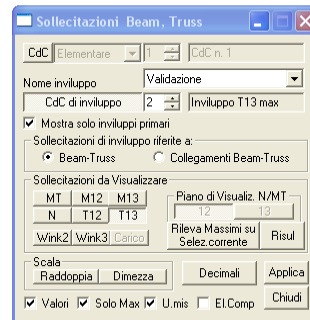 Sollecitazioni Beam, Truss
CdC Elementare 1 CdC n. 1
Nome inviluppo Validazione
CdC di inviluppo 2 Inviluppo T13 max
Mostra solo inviluppi primari
Sollecitazioni di inviluppo riferite a:
Beam-Truss Collegamenti Beam-Truss
Sollecitazioni da Visualizzare
MT M12 M13 Piano di Visualiz. N/MT
N T12 T13 12 13
Wink2 Wink3 Carico Rileva Massimi su Selez.corrente Risul
Scala
Raddoppia Dimezza Decimali Applica
Valori Solo Max U.mis El.Comp Chiudi